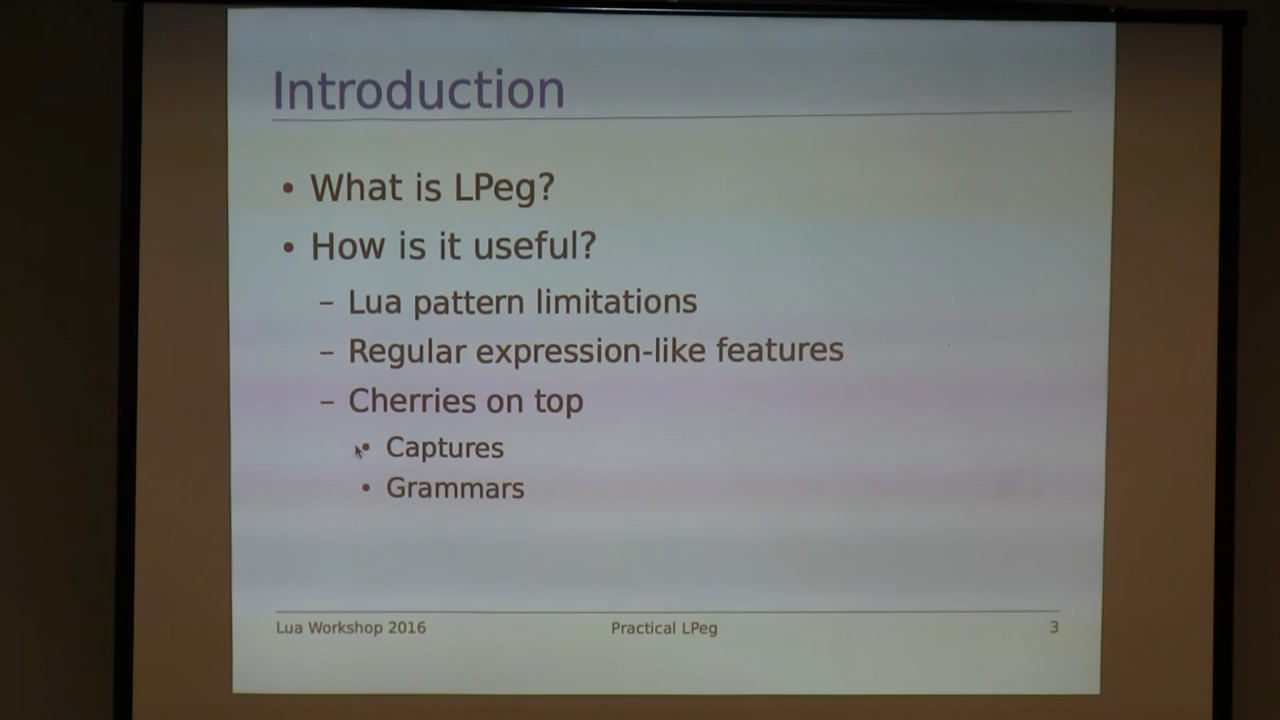 Introduction
• What is LPeg?
• How is it useful?
– Lua pattern limitations
– Regular expression-like features
– Cherries on top
• Captures
• Grammars
Lua Workshop 2016 Practical LPeg 3